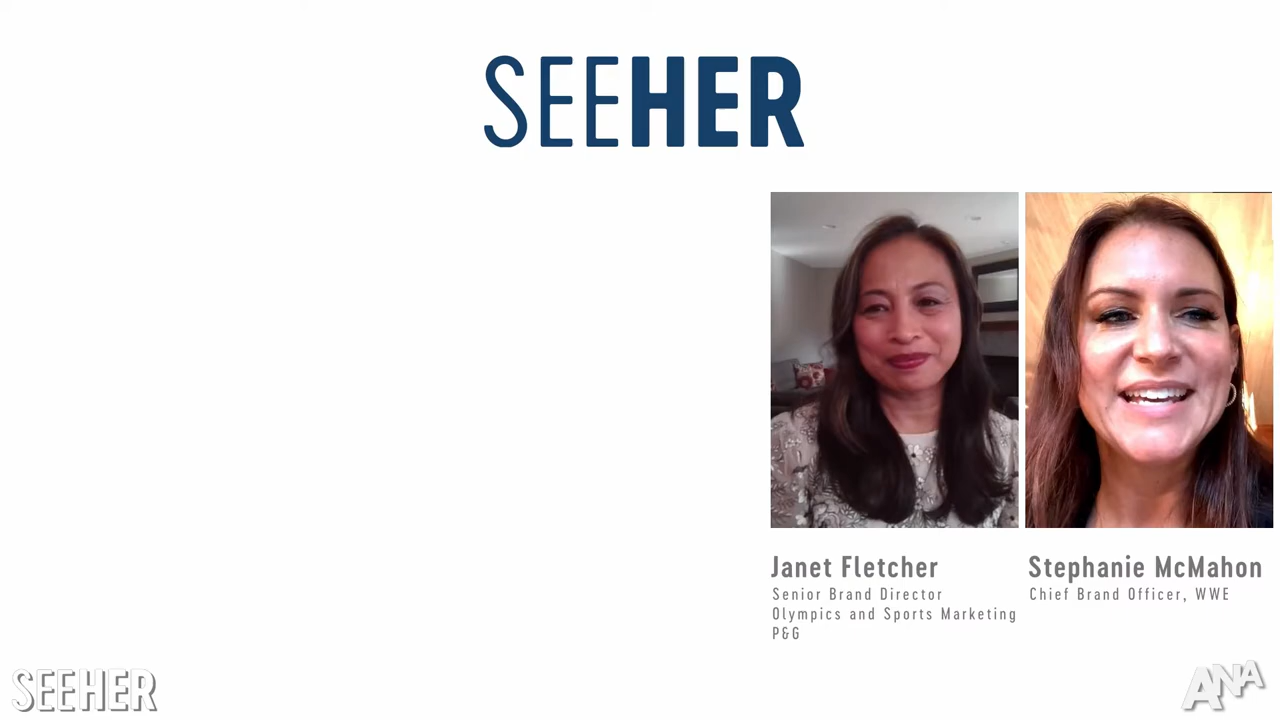 SEEHER
Janet Fletcher
Senior Brand Director
Olympics and Sports Marketing
P&G
Stephanie McMahon
Chief Brand Officer, WWE
SEEHER
ANA